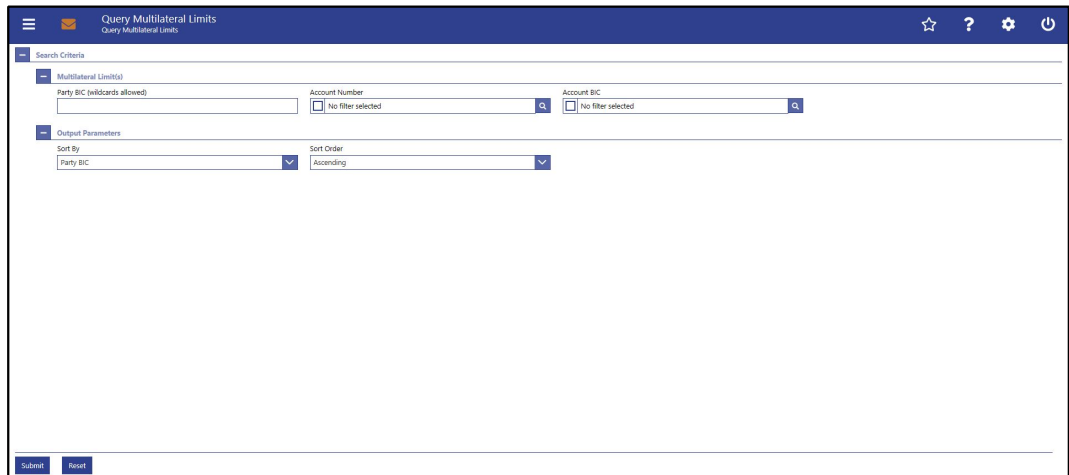 Query Multilateral Limits
Query Multilateral Limits
Search Criteria
Multilateral Limit(s)
Party BIC (wildcards allowed) Account Number Account BIC
No filter selected No filter selected
Output Parameters
Sort By Sort Order
Party BIC Ascending
Submit Reset